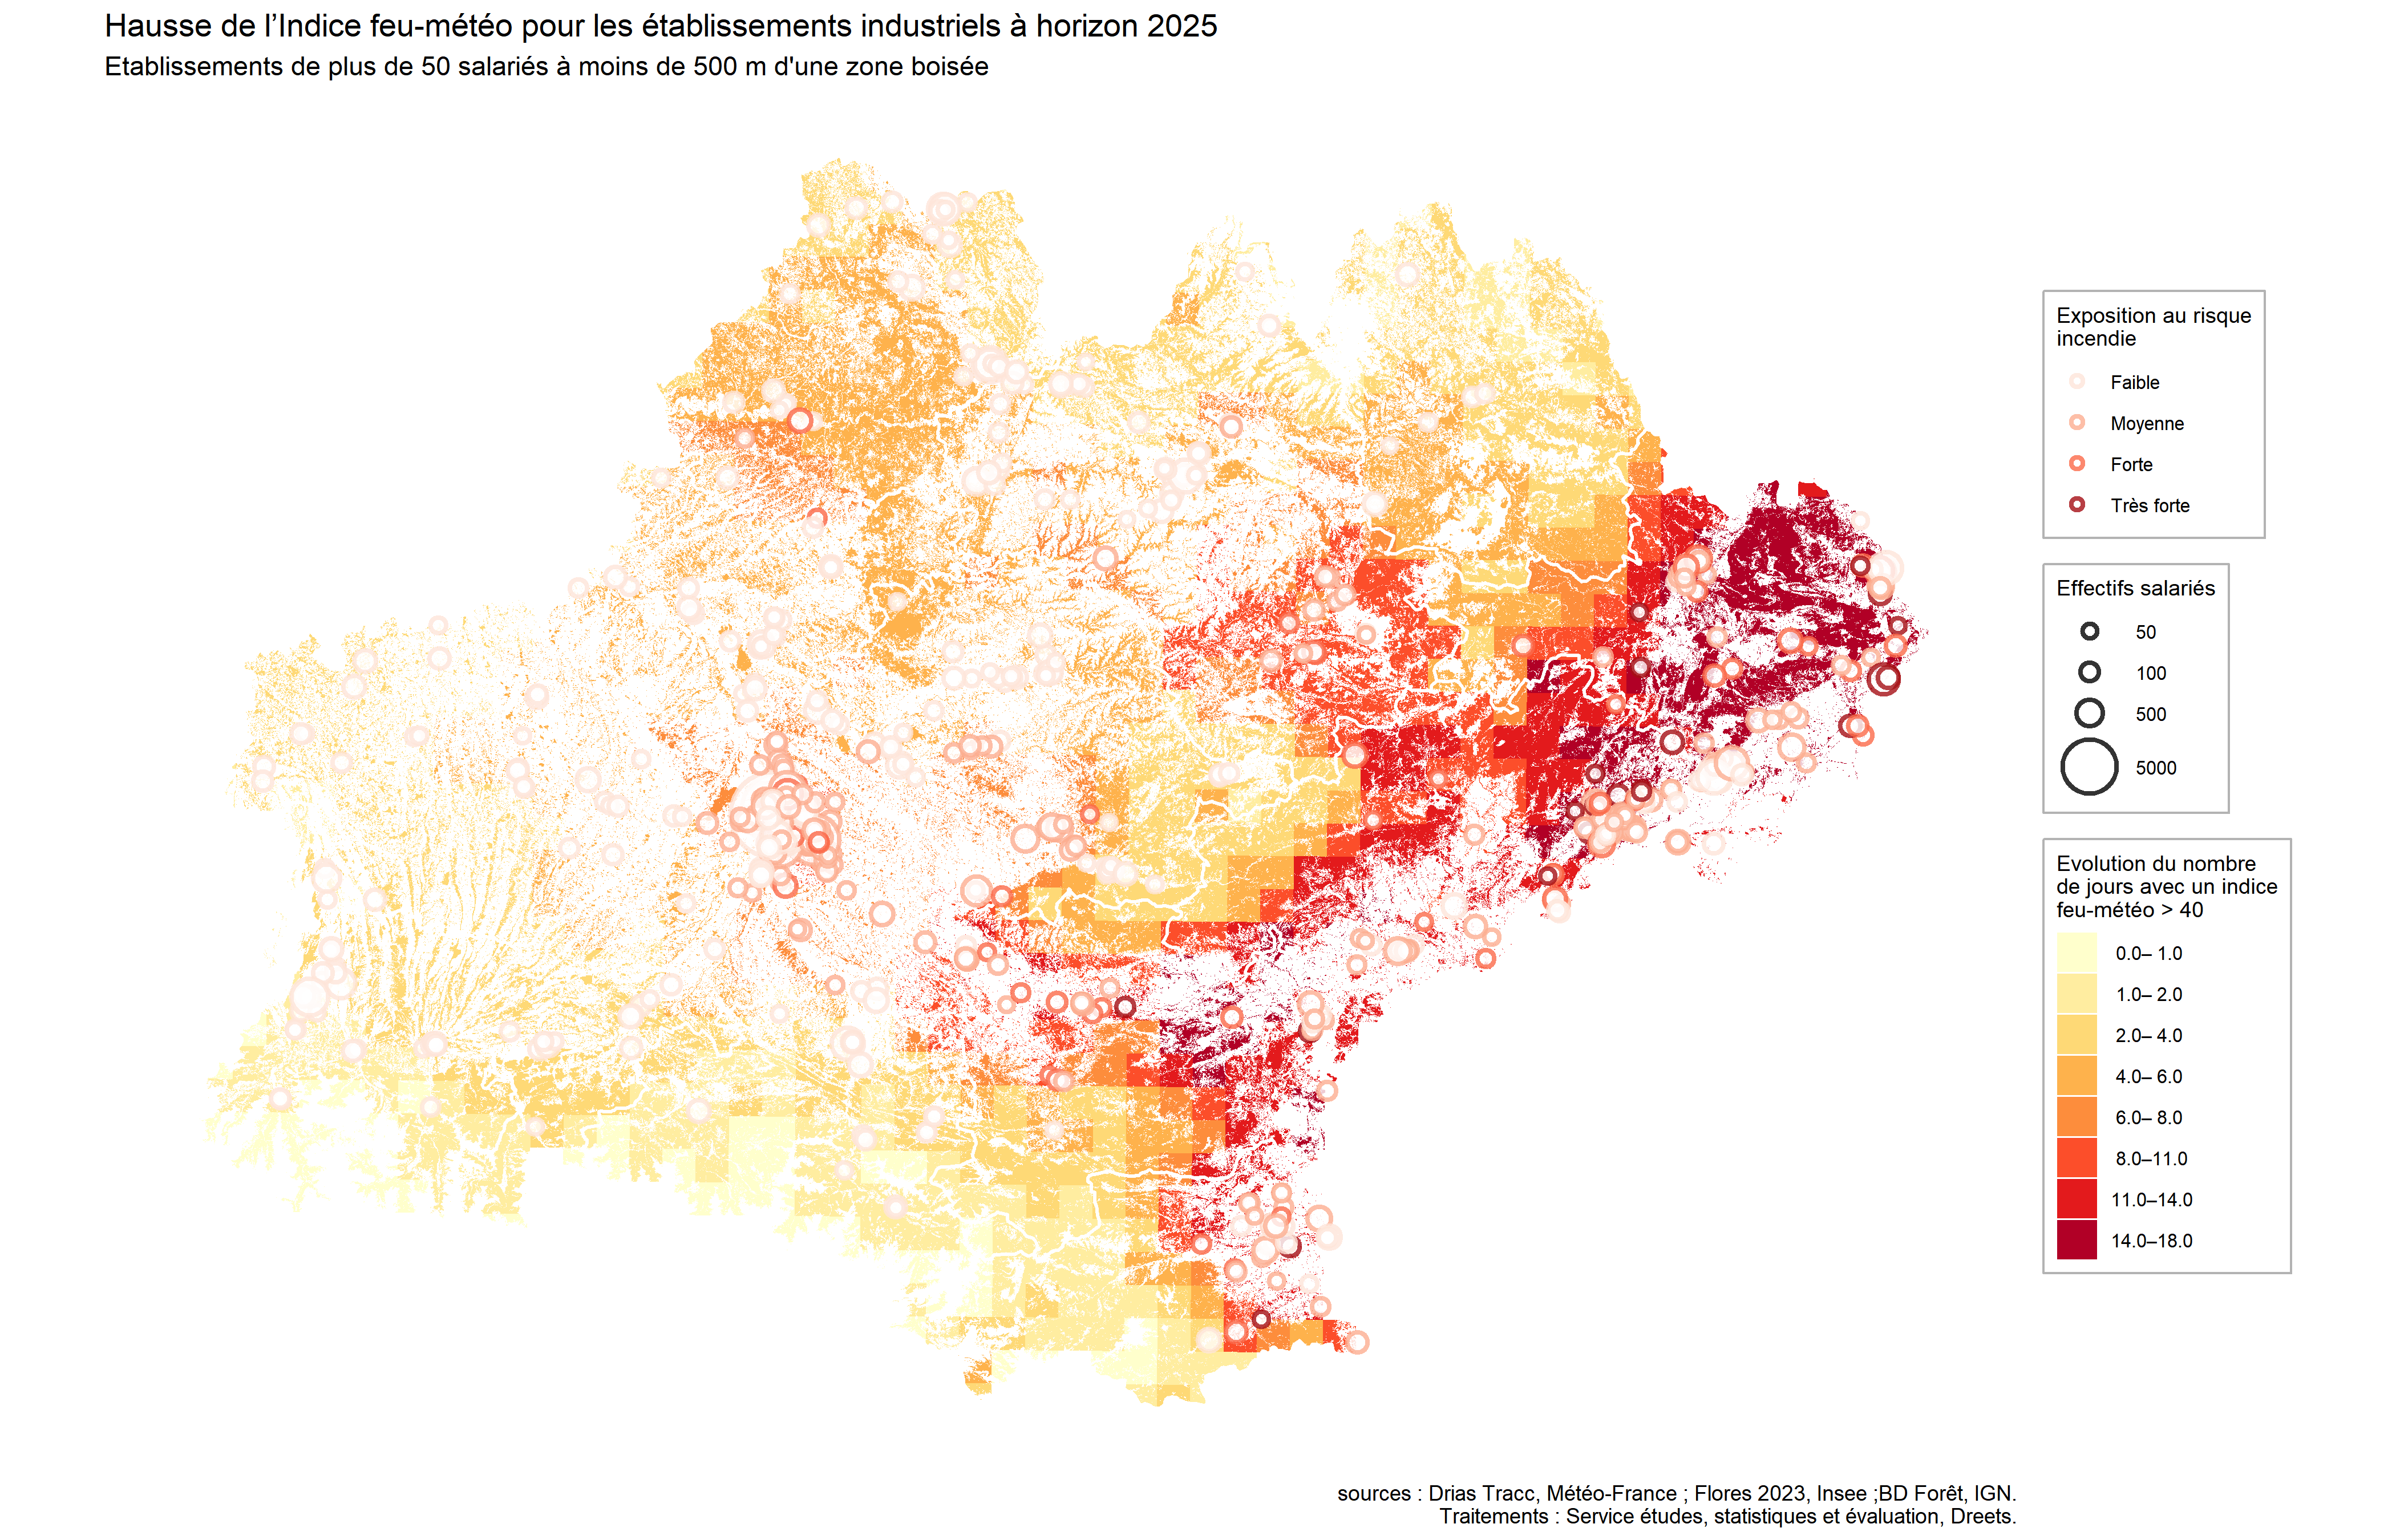 Hausse de l’Indice feu-météo pour les établissements industriels à horizon 2025
Etablissements de plus de 50 salariés à moins de 500 m d'une zone boisée
Exposition au risque
incendie
Faible
Moyenne
Forte
Très forte
Effectifs salariés
50
100
500
5000
Evolution du nombre
de jours avec un indice
feu-météo > 40
0.0– 1.0
1.0– 2.0
2.0– 4.0
4.0– 6.0
6.0– 8.0
8.0–11.0
11.0–14.0
14.0–18.0
sources : Drias Tracc, Météo-France ; Flores 2023, Insee ;BD Forêt, IGN.
Traitements : Service études, statistiques et évaluation, Dreets.